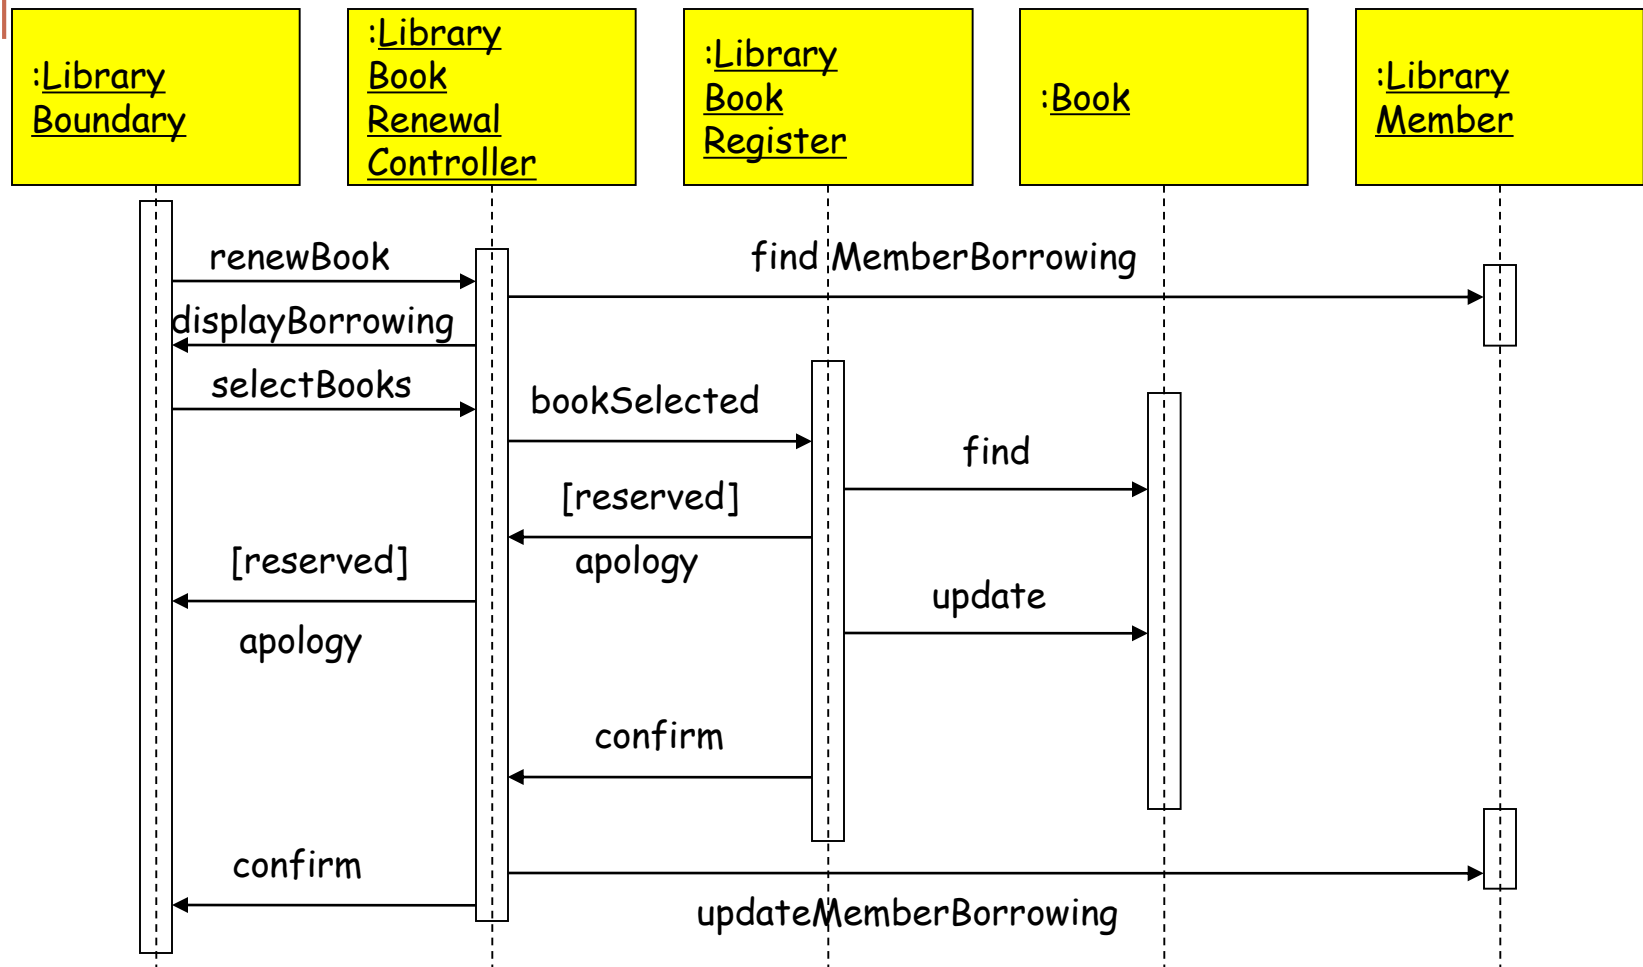 :Library
Boundary
:Library
Book
Renewal
Controller
:Library
Book
Register
:Book
:Library
Member
renewBook
find MemberBorrowing
displayBorrowing
selectBooks
bookSelected
find
[reserved]
apology
[reserved]
apology
update
confirm
confirm
updateMemberBorrowing